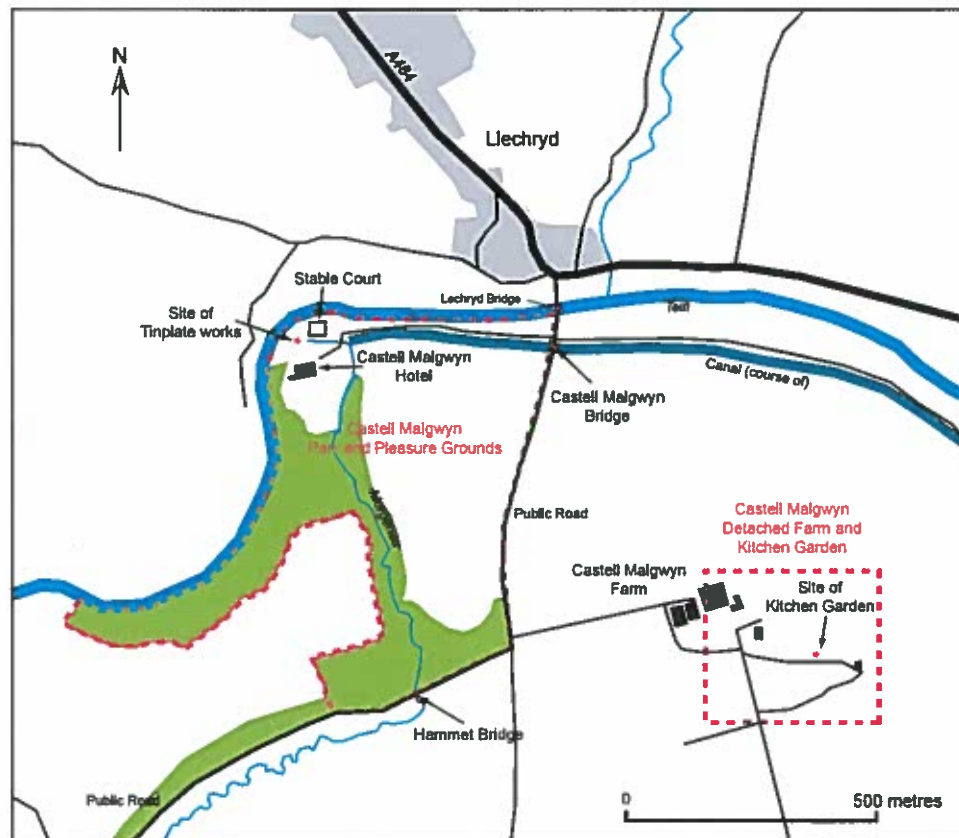 N
A484
Llechryd
Stable Court
Site of
Tinplate works
Lechryd Bridge
Teifi
Castell Malgwyn
Hotel
Canal (course of)
Castell Malgwyn
Bridge
Castell Malgwyn
Park and Pleasure Grounds
Public Road
Castell Malgwyn
Detached Farm and
Kitchen Garden
Castell Malgwyn
Farm
Site of
Kitchen Garden
Hammet Bridge
Public Road
0
500 metres